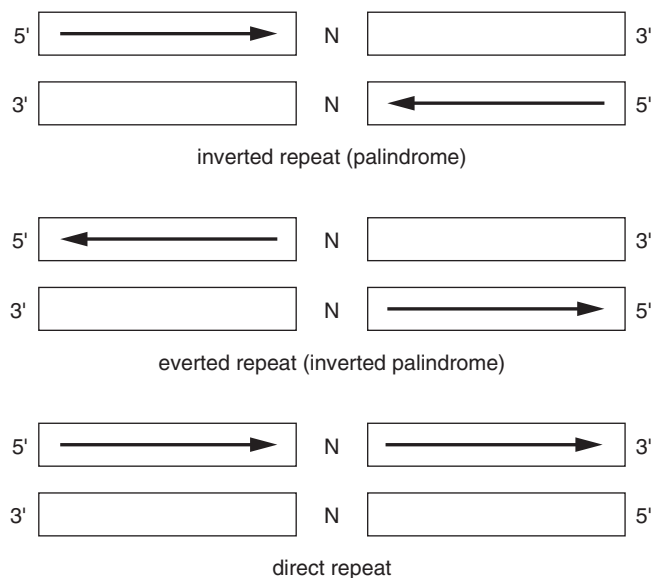 5' N 3'
3' N 5'
inverted repeat (palindrome)
5' N 3'
3' N 5'
everted repeat (inverted palindrome)
5' N 3'
3' N 5'
direct repeat